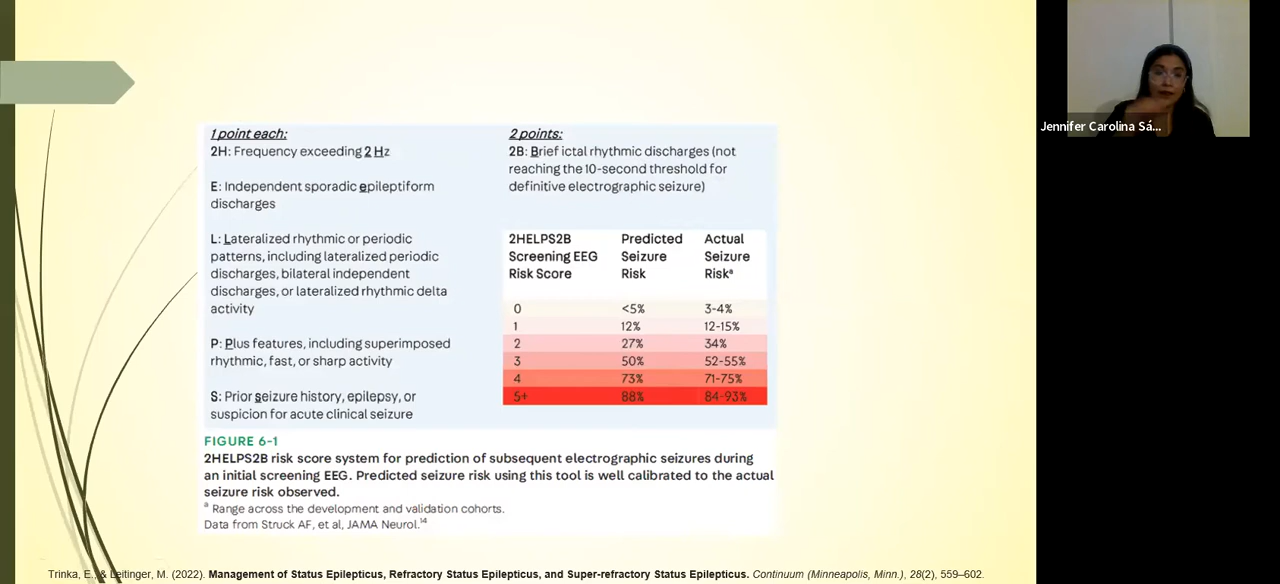 1 point each:
2H: Frequency exceeding 2 Hz
E: Independent sporadic epileptiform
discharges
L: Lateralized rhythmic or periodic
patterns, including lateralized periodic
discharges, bilateral independent
discharges, or lateralized rhythmic delta
activity
P: Plus features, including superimposed
rhythmic, fast, or sharp activity
S: Prior seizure history, epilepsy, or
suspicion for acute clinical seizure
2 points:
2B: Brief ictal rhythmic discharges (not
reaching the 10-second threshold for
definitive electrographic seizure)
2HELPS2B Screening EEG Risk Score Predicted Seizure Risk Actual Seizure Riskᵃ
0 <5% 3-4%
1 12% 12-15%
2 27% 34%
3 50% 52-55%
4 73% 71-75%
5+ 88% 84-93%
FIGURE 6-1
2HELPS2B risk score system for prediction of subsequent electrographic seizures during
an initial screening EEG. Predicted seizure risk using this tool is well calibrated to the actual
seizure risk observed.
ᵃ Range across the development and validation cohorts.
Data from Struck AF, et al, JAMA Neurol.¹⁴
Trinka, E., & Leitinger, M. (2022). Management of Status Epilepticus, Refractory Status Epilepticus, and Super-refractory Status Epilepticus. Continuum (Minneapolis, Minn.), 28(2), 559–602.
Jennifer Carolina Sá...